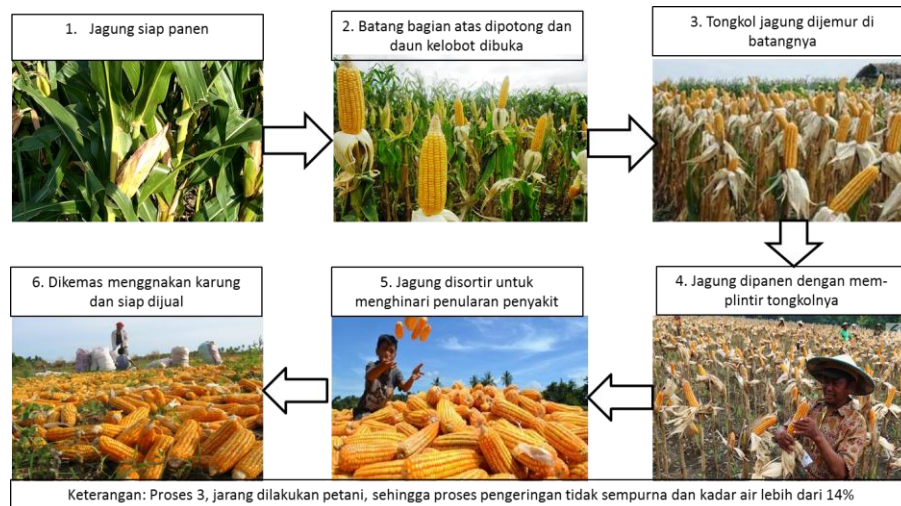 1. Jagung siap panen
2. Batang bagian atas dipotong dan
daun kelobot dibuka
3. Tongkol jagung dijemur di
batangnya
4. Jagung dipanen dengan mem-
plintir tongkolnya
5. Jagung disortir untuk
menghinari penularan penyakit
6. Dikemas menggnakan karung
dan siap dijual
Keterangan: Proses 3, jarang dilakukan petani, sehingga proses pengeringan tidak sempurna dan kadar air lebih dari 14%